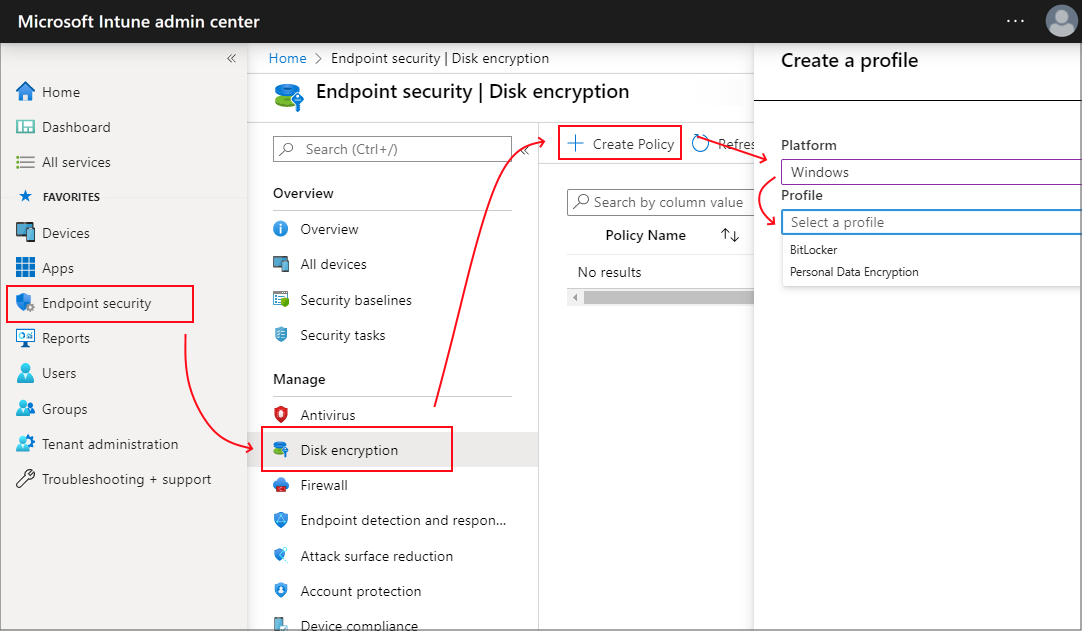 Microsoft Intune admin center
...
«
Home
Dashboard
All services
FAVORITES
Devices
Apps
Endpoint security
Reports
Users
Groups
Tenant administration
Troubleshooting + support
Home > Endpoint security | Disk encryption
Endpoint security | Disk encryption
Search (Ctrl+/)
«
Overview
Overview
All devices
Security baselines
Security tasks
Manage
Antivirus
Disk encryption
Firewall
Endpoint detection and respon...
Attack surface reduction
Account protection
Device compliance
+ Create Policy
Refres
Search by column value
Policy Name ↑↓
No results
Create a profile
Platform
Windows
Profile
Select a profile
BitLocker
Personal Data Encryption